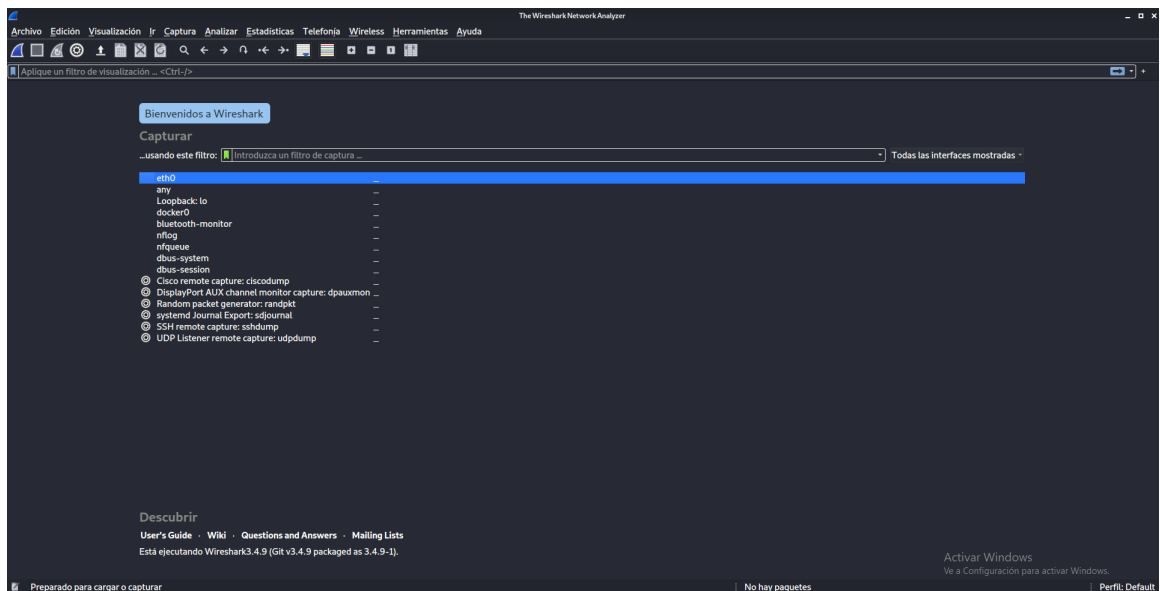 The Wireshark Network Analyzer
Archivo Edición Visualización Ir Captura Analizar Estadísticas Telefonía Wireless Herramientas Ayuda
Aplique un filtro de visualización ... <Ctrl-/>
Bienvenidos a Wireshark
Capturar
...usando este filtro: Introduzca un filtro de captura ... Todas las interfaces mostradas
eth0
any
Loopback: lo
docker0
bluetooth-monitor
nflog
nfqueue
dbus-system
dbus-session
Cisco remote capture: ciscodump
DisplayPort AUX channel monitor capture: dpauxmon
Random packet generator: randpkt
systemd Journal Export: sdjournal
SSH remote capture: sshdump
UDP Listener remote capture: udpdump
Descubrir
User's Guide · Wiki · Questions and Answers · Mailing Lists
Está ejecutando Wireshark3.4.9 (Git v3.4.9 packaged as 3.4.9-1).
Activar Windows
Ve a Configuración para activar Windows.
Preparado para cargar o capturar No hay paquetes Perfil: Default